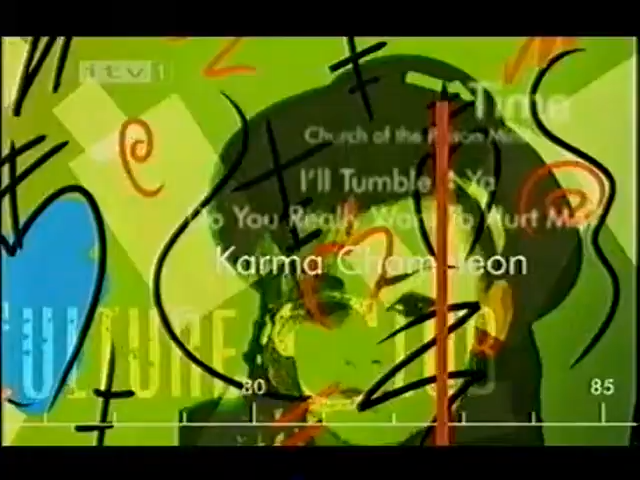 itv1
Time
Church of the Poison Mind
I'll Tumble 4 Ya
Do You Really Want To Hurt Me
Karma Chameleon
CULTURE CLUB
80
85